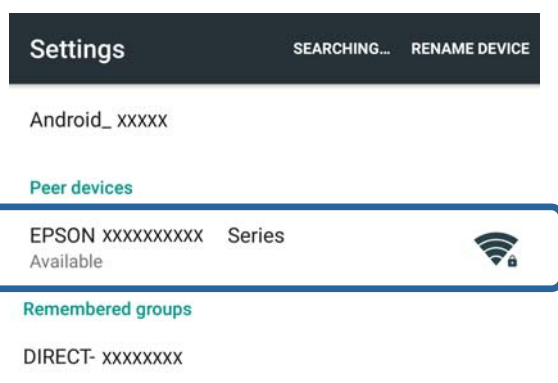 Settings SEARCHING... RENAME DEVICE
Android_ xxxxx
Peer devices
EPSON xxxxxxxxxx Series
Available
Remembered groups
DIRECT- xxxxxxxx